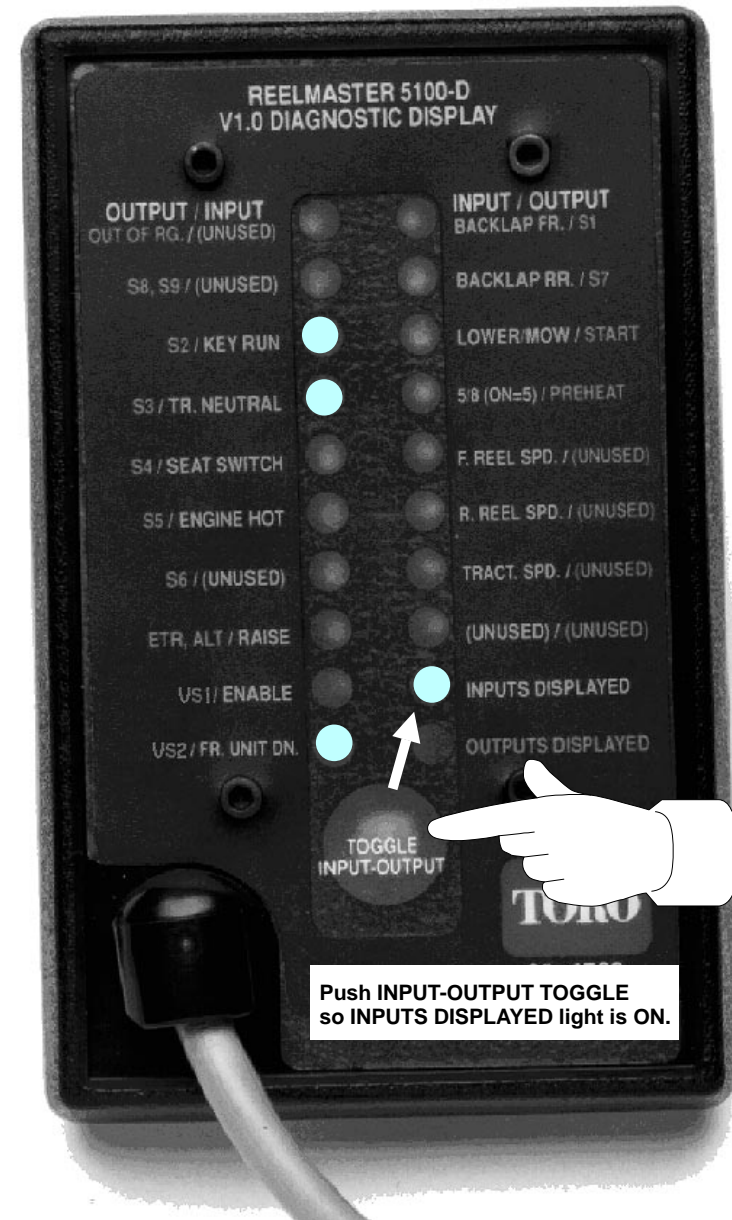 REELMASTER 5100-D
V1.0 DIAGNOSTIC DISPLAY
OUTPUT / INPUT
OUT OF RG. / (UNUSED)
S8, S9 / (UNUSED)
S2 / KEY RUN
S3 / TR. NEUTRAL
S4 / SEAT SWITCH
S5 / ENGINE HOT
S6 / (UNUSED)
ETR, ALT / RAISE
VS1/ ENABLE
VS2 / FR. UNIT DN.
INPUT / OUTPUT
BACKLAP FR. / S1
BACKLAP RR. / S7
LOWER/MOW / START
5/8 (ON=5) / PREHEAT
F. REEL SPD. / (UNUSED)
R. REEL SPD. / (UNUSED)
TRACT. SPD. / (UNUSED)
(UNUSED) / (UNUSED)
INPUTS DISPLAYED
OUTPUTS DISPLAYED
TOGGLE
INPUT-OUTPUT
TORO
Push INPUT-OUTPUT TOGGLE
so INPUTS DISPLAYED light is ON.